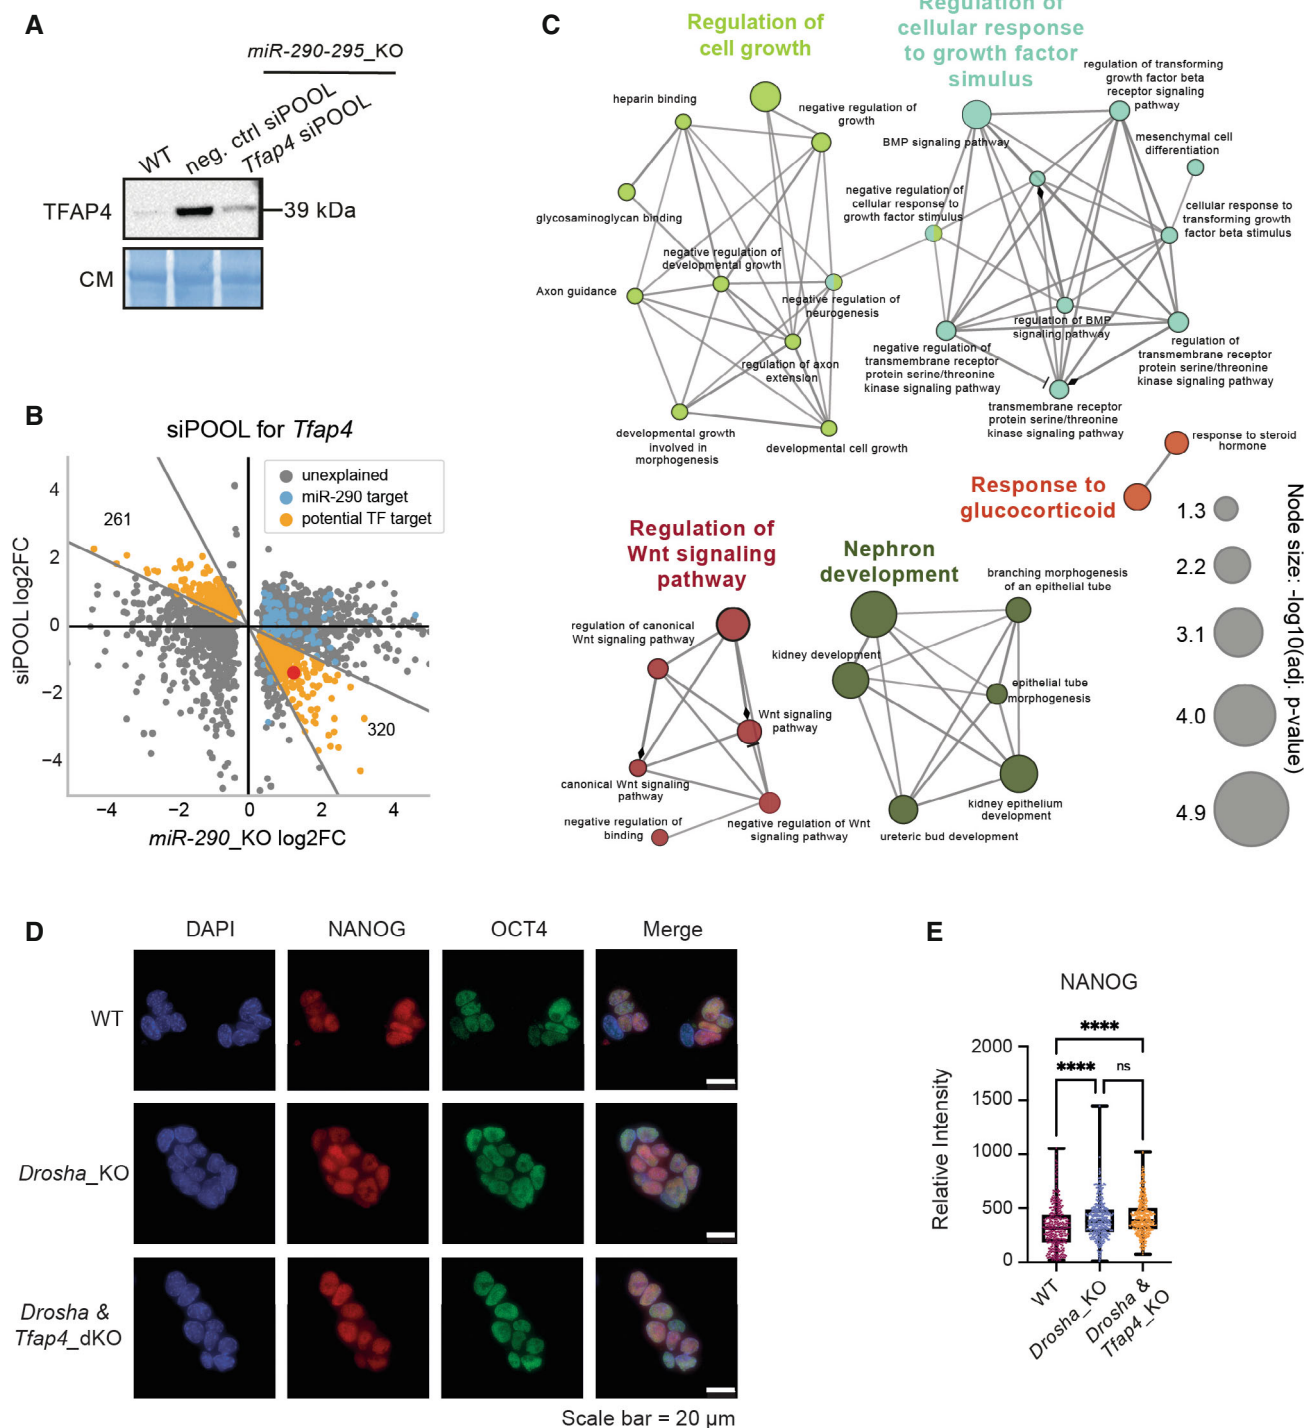 A
miR-290-295_KO
WT
neg. ctrl siPOOL
Tfap4 siPOOL
TFAP4
39 kDa
CM
B
siPOOL for Tfap4
siPOOL log2FC
4
2
0
−2
−4
261
320
unexplained
miR-290 target
potential TF target
−4
−2
0
2
4
miR-290_KO log2FC
C
Regulation of
cell growth
heparin binding
negative regulation of
growth
glycosaminoglycan binding
negative regulation of
developmental growth
Axon guidance
negative regulation of
neurogenesis
regulation of axon
extension
developmental growth
involved in
morphogenesis
developmental cell growth
Regulation of
cellular response
to growth factor
simulus
regulation of transforming
growth factor beta
receptor signaling
pathway
BMP signaling pathway
mesenchymal cell
differentiation
negative regulation of
cellular response to
growth factor stimulus
cellular response to
transforming growth
factor beta stimulus
regulation of BMP
signaling pathway
negative regulation of
transmembrane receptor
protein serine/threonine
kinase signaling pathway
regulation of
transmembrane receptor
protein serine/threonine
kinase signaling pathway
transmembrane receptor
protein serine/threonine
kinase signaling pathway
response to steroid
hormone
Response to
glucocorticoid
Regulation of
Wnt signaling
pathway
regulation of canonical
Wnt signaling pathway
Wnt signaling
pathway
canonical Wnt signaling
pathway
negative regulation of
binding
negative regulation of Wnt
signaling pathway
Nephron
development
branching morphogenesis
of an epithelial tube
kidney development
epithelial tube
morphogenesis
kidney epithelium
development
ureteric bud development
Node size: -log10(adj. p-value)
1.3
2.2
3.1
4.0
4.9
D
DAPI
NANOG
OCT4
Merge
WT
Drosha_KO
Drosha &
Tfap4_dKO
Scale bar = 20 μm
E
NANOG
Relative Intensity
2000
1500
1000
500
0
****
****
ns
WT
Drosha_KO
Drosha &
Tfap4_KO